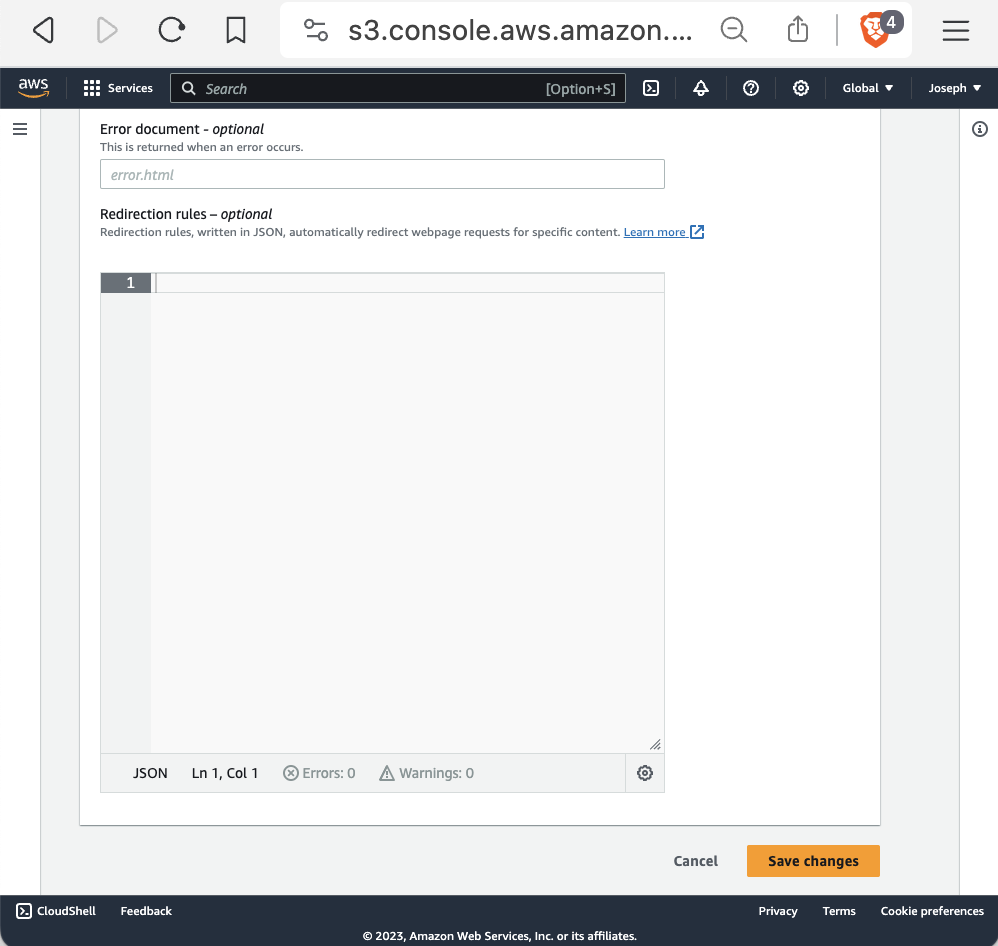 s3.console.aws.amazon....
4
aws
Services
Search
[Option+S]
Global
Joseph
Error document - optional
This is returned when an error occurs.
error.html
Redirection rules – optional
Redirection rules, written in JSON, automatically redirect webpage requests for specific content. Learn more
1
JSON Ln 1, Col 1 Errors: 0 Warnings: 0
Cancel Save changes
CloudShell Feedback Privacy Terms Cookie preferences
© 2023, Amazon Web Services, Inc. or its affiliates.